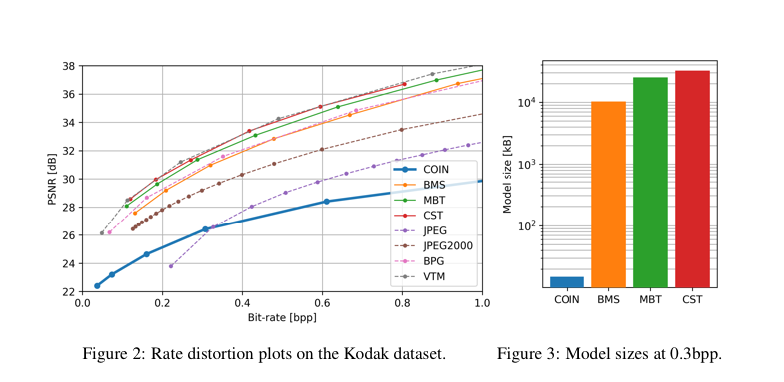 PSNR [dB]
38
36
34
32
30
28
26
24
22
0.0 0.2 0.4 0.6 0.8 1.0
Bit-rate [bpp]
COIN
BMS
MBT
CST
JPEG
JPEG2000
BPG
VTM
Model size [kB]
10^4
10^3
10^2
COIN BMS MBT CST
Figure 2: Rate distortion plots on the Kodak dataset.
Figure 3: Model sizes at 0.3bpp.